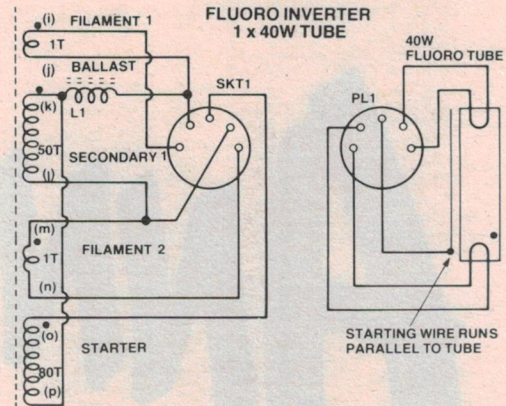 FLUORO INVERTER
1 x 40W TUBE
(i)
FILAMENT 1
1T
(j)
BALLAST
SKT1
L1
(k)
50T
SECONDARY 1
(l)
(m)
1T
FILAMENT 2
(n)
(o)
STARTER
80T
(p)
40W
FLUORO TUBE
PL1
STARTING WIRE RUNS
PARALLEL TO TUBE